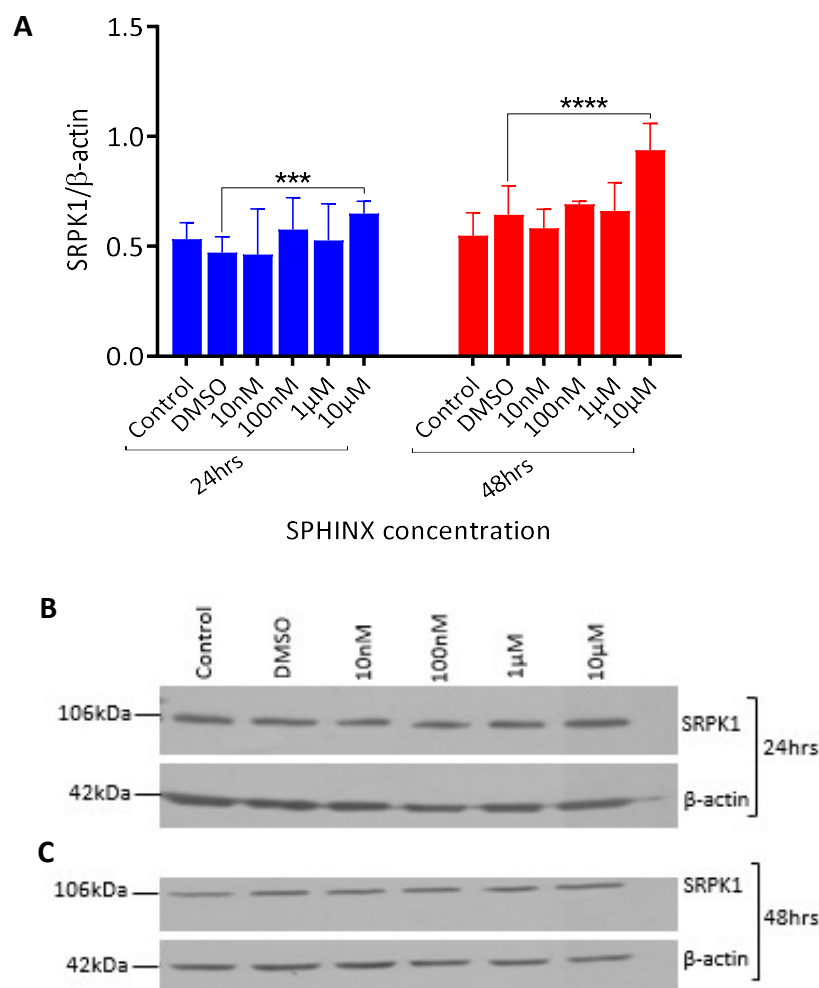 A
1.5
1.0
0.5
0.0
SRPK1/β-actin
***
****
Control
DMSO
10nM
100nM
1μM
10μM
Control
DMSO
10nM
100nM
1μM
10μM
24hrs
48hrs
SPHINX concentration
B
Control
DMSO
10nM
100nM
1μM
10μM
106kDa
SRPK1
24hrs
42kDa
β-actin
C
106kDa
SRPK1
48hrs
42kDa
β-actin